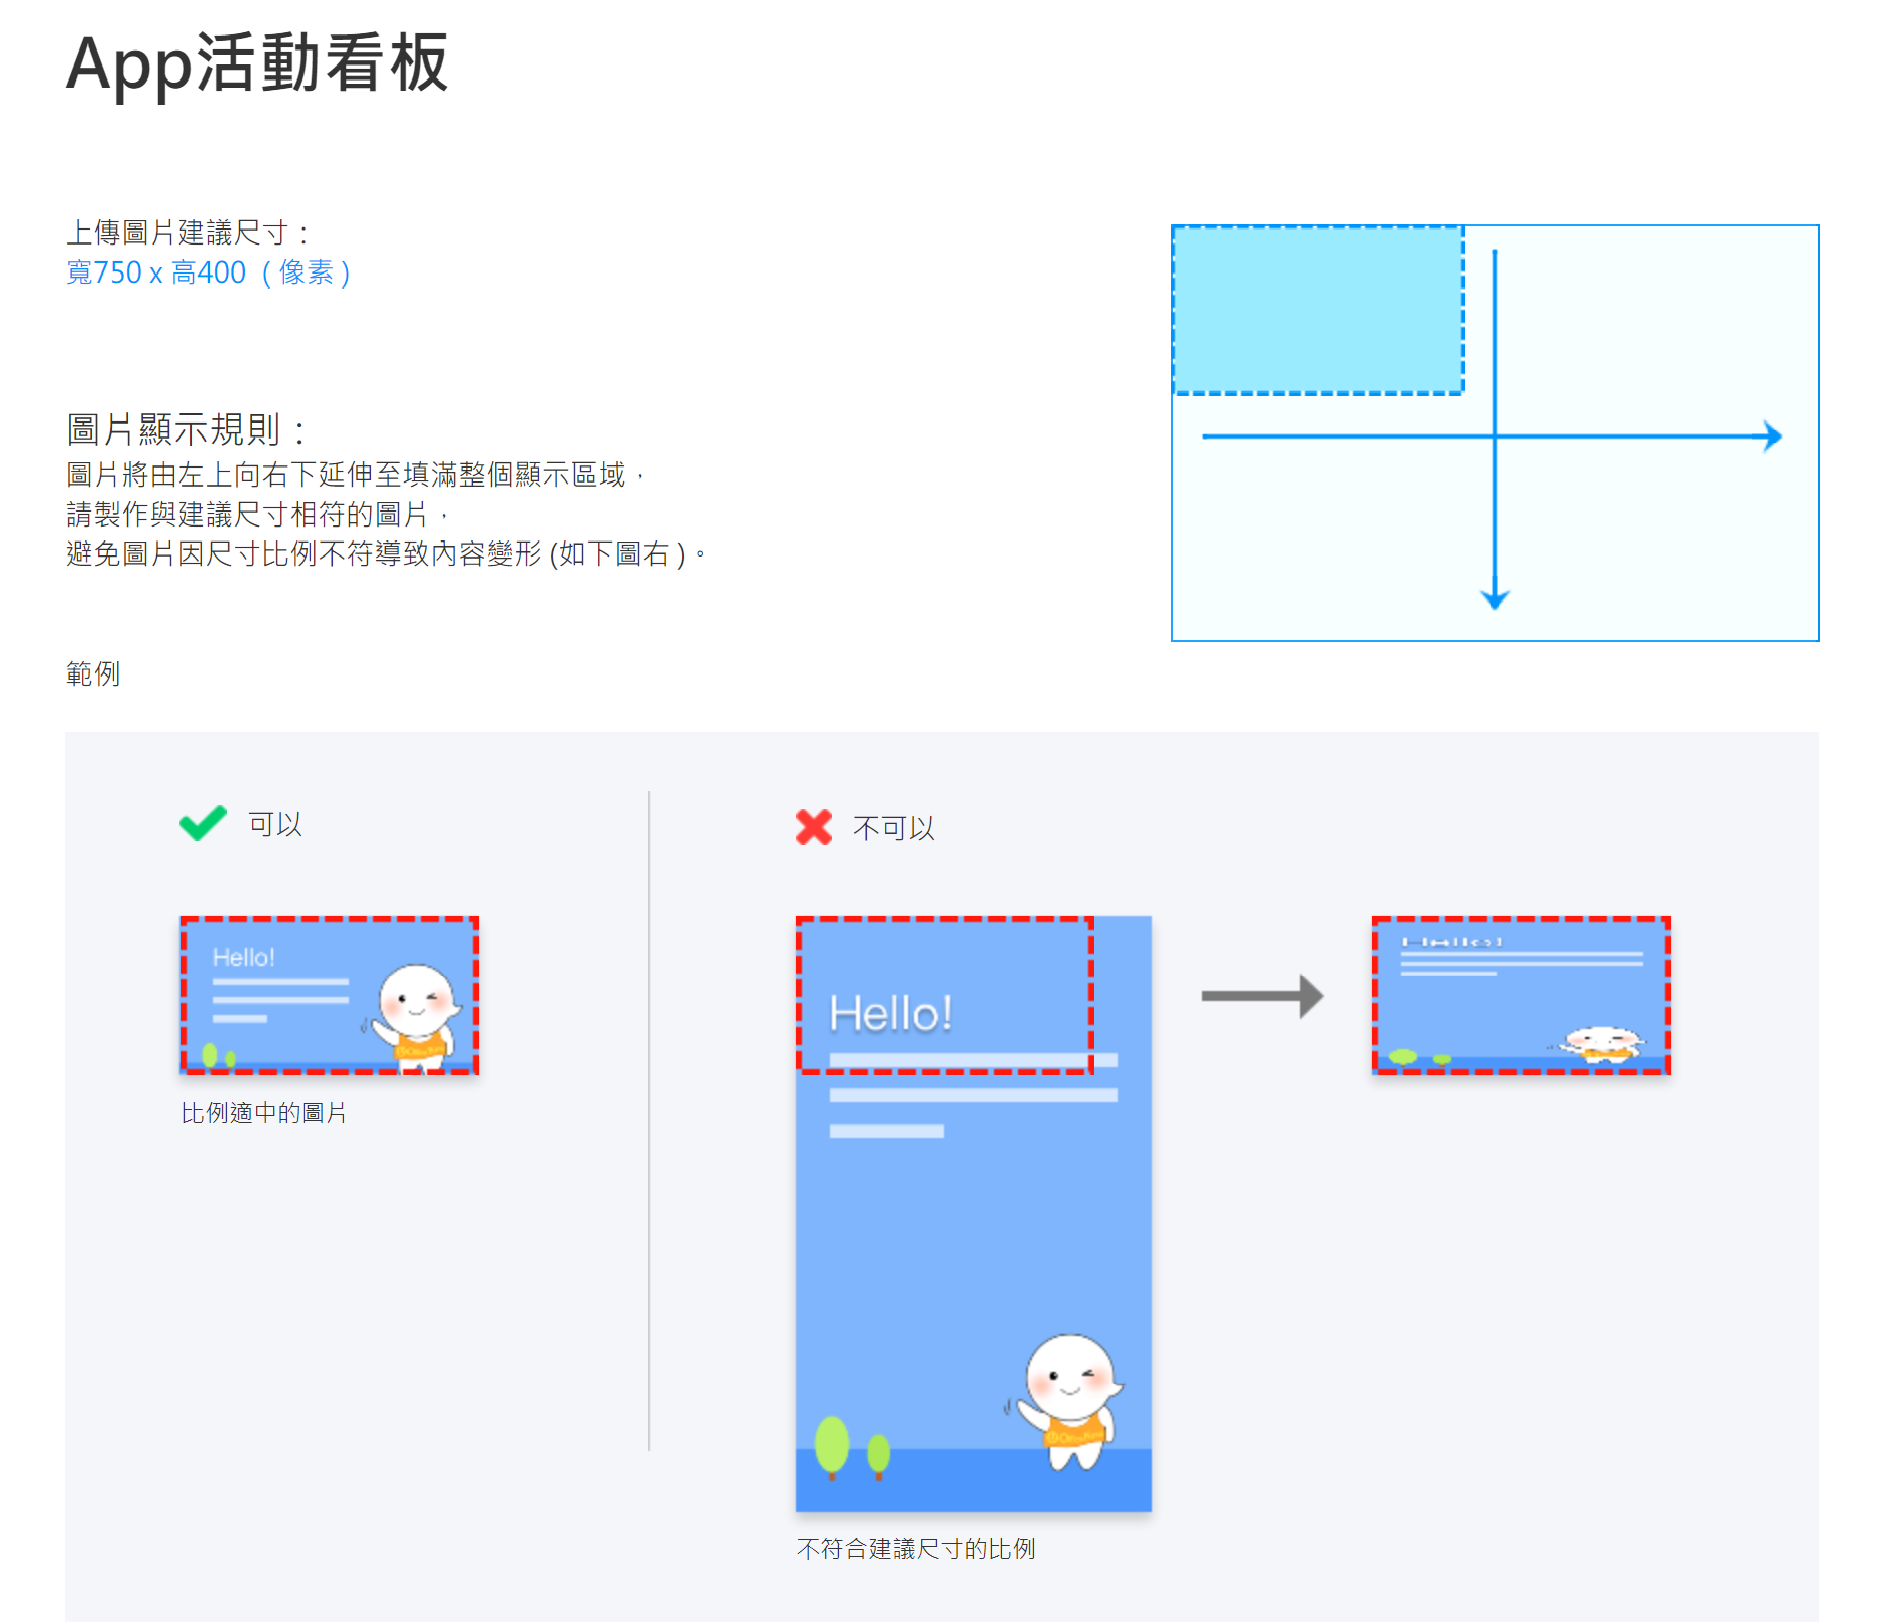 App活動看板
上傳圖片建議尺寸：
寬750 x 高400（像素）
圖片顯示規則：
圖片將由左上向右下延伸至填滿整個顯示區域，
請製作與建議尺寸相符的圖片，
避免圖片因尺寸比例不符導致內容變形 (如下圖右 )。
範例
可以
不可以
Hello!
Hello!
Hello!
比例適中的圖片
不符合建議尺寸的比例